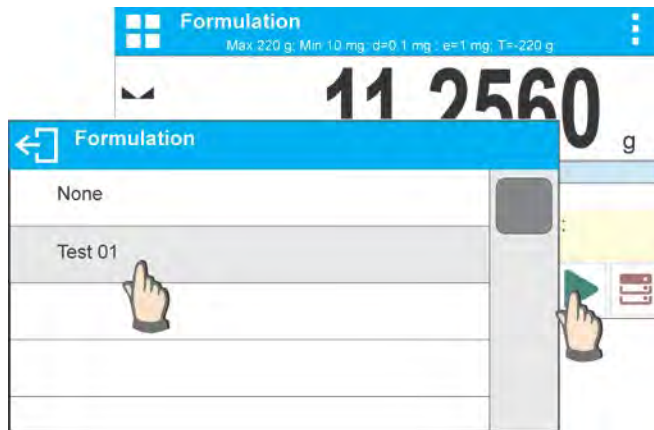 Formulation
Max 220 g; Min 10 mg; d=0.1 mg ; e=1 mg; T=-220 g
11.2560
g
Formulation
None
:
Test 01